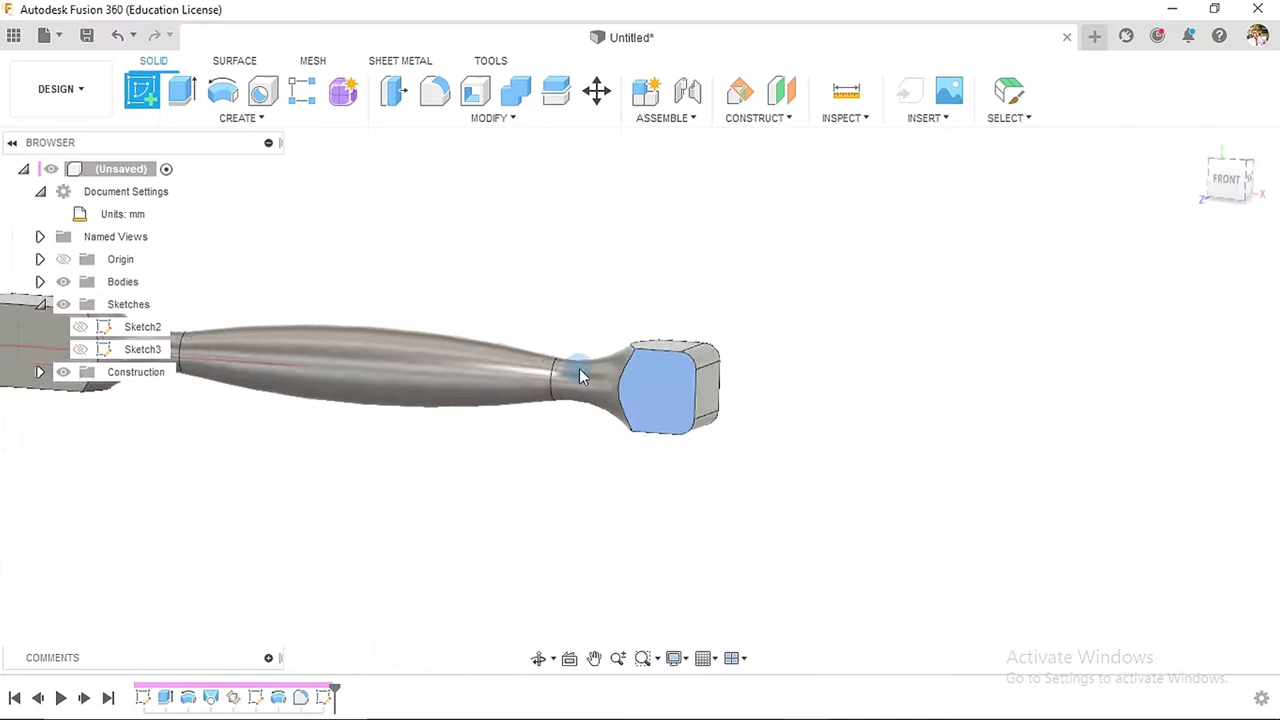 Autodesk Fusion 360 (Education License)
Untitled*
SOLID SURFACE MESH SHEET METAL TOOLS
DESIGN
CREATE MODIFY ASSEMBLE CONSTRUCT INSPECT INSERT SELECT
BROWSER
(Unsaved)
Document Settings
Units: mm
Named Views
Origin
Bodies
Sketches
Sketch2
Sketch3
Construction
FRONT
X
Z
Y
COMMENTS
Activate Windows
Go to Settings to activate Windows.